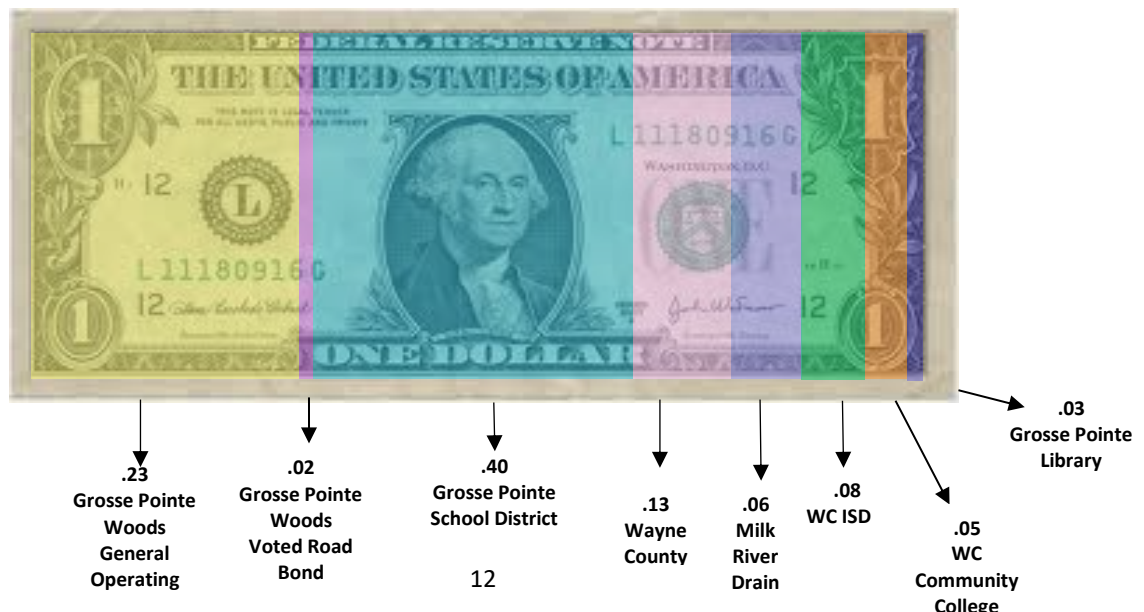 FEDERAL RESERVE NOTE
THE UNITED STATES OF AMERICA
THIS NOTE IS LEGAL TENDER
FOR ALL DEBTS, PUBLIC AND PRIVATE
1
1
L 11180916 G
WASHINGTON, D.C.
12
L
12
L 11180916 G
12
12
1
1
ONE DOLLAR
.23
Grosse Pointe
Woods
General
Operating
.02
Grosse Pointe
Woods
Voted Road
Bond
.40
Grosse Pointe
School District
.13
Wayne
County
.06
Milk
River
Drain
.08
WC ISD
.05
WC
Community
College
.03
Grosse Pointe
Library
12